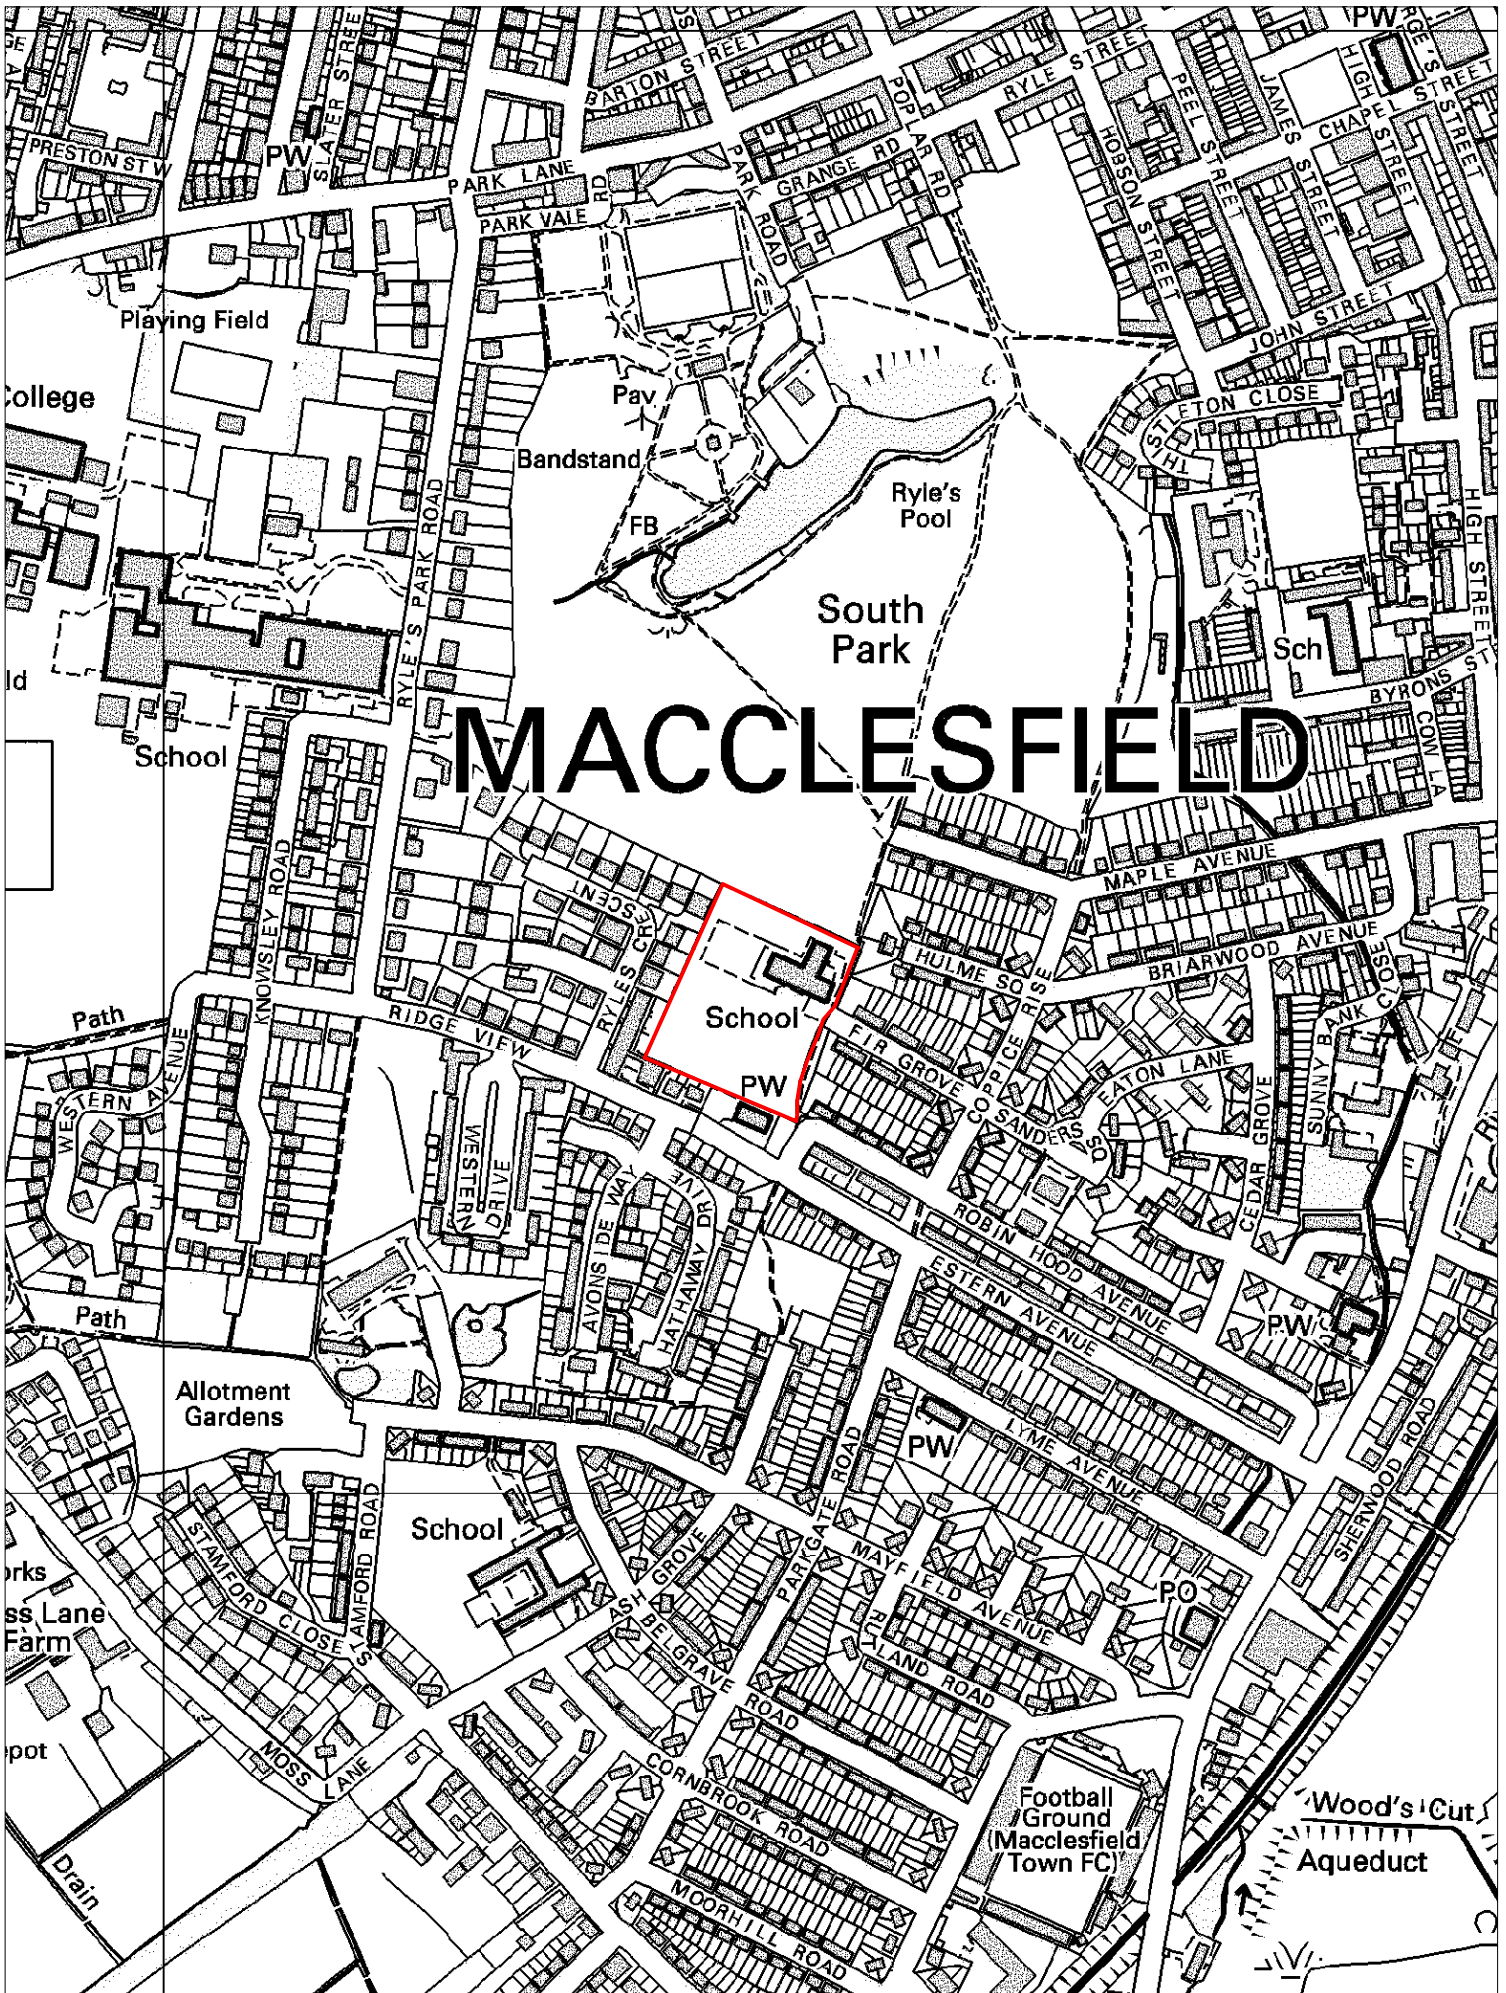 PW
SLATER STREET
BARTON STREET
RYLE STREET
POPLAR RD
PEEL STREET
JAMES STREET
HIGH STREET
CHAPEL STREET
PRESTON ST W
PW
PARK LANE
PARK VALE RD
PARK ROAD
GRANGE RD
HOBSON STREET
JOHN STREET
Playing Field
College
Pav
Bandstand
FB
Ryle's
Pool
THISTLETON CLOSE
HIGH STREET
RYLE'S PARK ROAD
South
Park
Sch
BYRONS ST
COW LA
School
MACCLESFIELD
KNOWSLEY ROAD
RYLES CRESCENT
MAPLE AVENUE
HULME SQ
BRIARWOOD AVENUE
COPPICE RISE
School
Path
RIDGE VIEW
FIR GROVE
SUNNY BANK CLOSE
EATON LANE
WESTERN AVENUE
PW
SANDERS SQ
CEDAR GROVE
WESTERN DRIVE
AVONSIDE WAY
HATHAWAY DRIVE
ROBIN HOOD AVENUE
ESTERN AVENUE
PW
Path
Allotment
Gardens
PW
LYME AVENUE
SHERWOOD ROAD
School
STAMFORD ROAD
STAMFORD CLOSE
ASH GROVE
PARKGATE ROAD
MAYFIELD AVENUE
PO
orks
ss Lane
Farm
BELGRAVE ROAD
RUTLAND ROAD
MOSS LANE
pot
CORNBROOK ROAD
Football
Ground
(Macclesfield
Town FC)
Wood's Cut
Aqueduct
Drain
MOORHILL ROAD